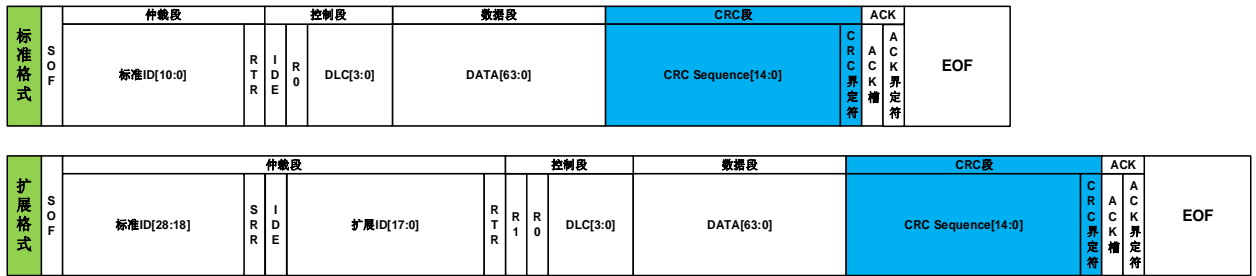 仲裁段 控制段 数据段 CRC段 ACK
标准格式 SOF 标准ID[10:0] RTR IDE R0 DLC[3:0] DATA[63:0] CRC Sequence[14:0] CRC界定符 ACK槽 ACK界定符 EOF
仲裁段 控制段 数据段 CRC段 ACK
扩展格式 SOF 标准ID[28:18] SRR IDE 扩展ID[17:0] RTR R1 R0 DLC[3:0] DATA[63:0] CRC Sequence[14:0] CRC界定符 ACK槽 ACK界定符 EOF